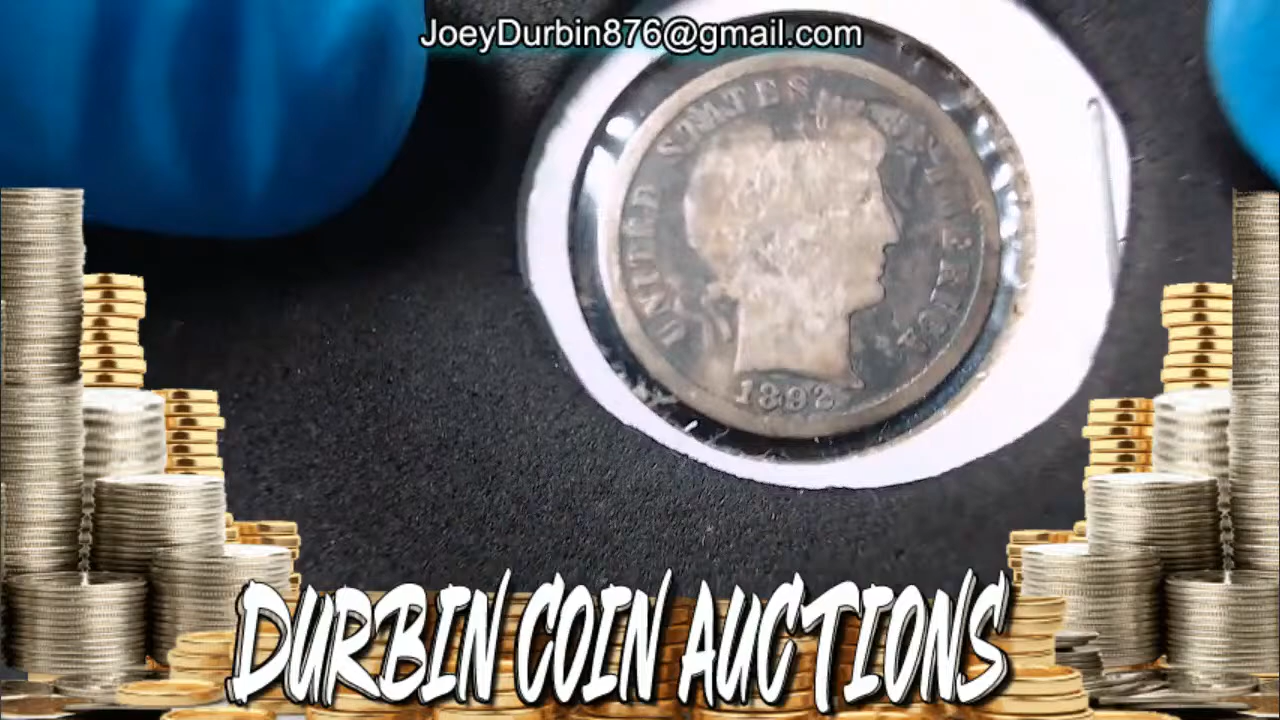 JoeyDurbin876@gmail.com
UNITED STATES OF AMERICA
1892
DURBIN COIN AUCTIONS